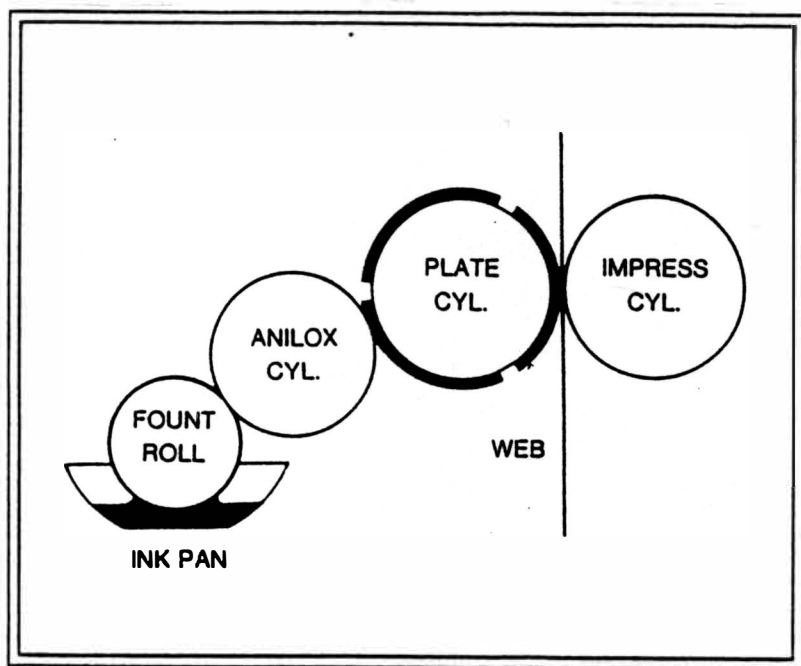 PLATE
CYL.
IMPRESS
CYL.
ANILOX
CYL.
FOUNT
ROLL
WEB
INK PAN